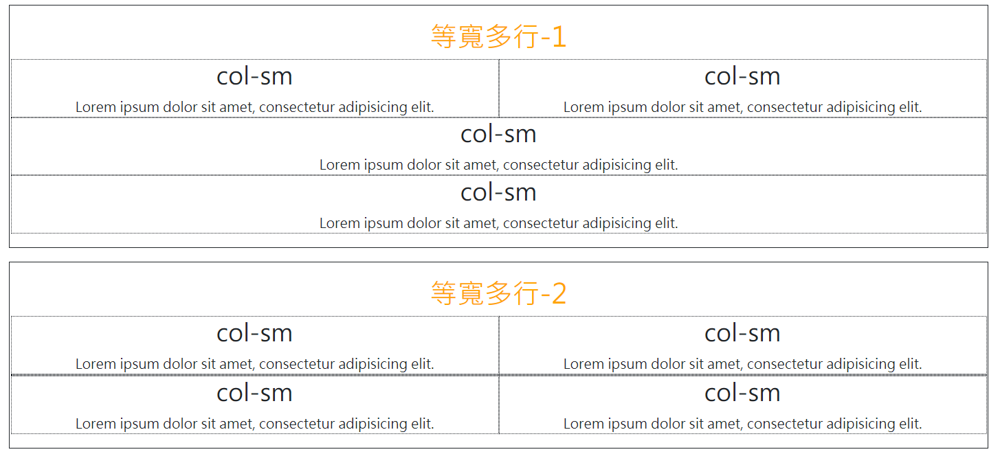 等寬多行-1
col-sm col-sm
Lorem ipsum dolor sit amet, consectetur adipisicing elit. Lorem ipsum dolor sit amet, consectetur adipisicing elit.
col-sm
Lorem ipsum dolor sit amet, consectetur adipisicing elit.
col-sm
Lorem ipsum dolor sit amet, consectetur adipisicing elit.
等寬多行-2
col-sm col-sm
Lorem ipsum dolor sit amet, consectetur adipisicing elit. Lorem ipsum dolor sit amet, consectetur adipisicing elit.
col-sm col-sm
Lorem ipsum dolor sit amet, consectetur adipisicing elit. Lorem ipsum dolor sit amet, consectetur adipisicing elit.